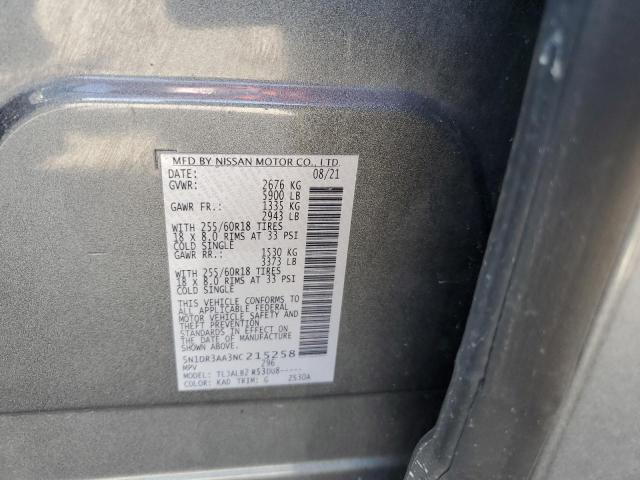 MFD BY NISSAN MOTOR CO., LTD.
DATE: 08/21
GVWR: 2676 KG
5900 LB
GAWR FR.: 1335 KG
2943 LB
WITH 255/60R18 TIRES
18 X 8.0 RIMS AT 33 PSI
COLD SINGLE
GAWR RR.: 1530 KG
3373 LB
WITH 255/60R18 TIRES
18 X 8.0 RIMS AT 33 PSI
COLD SINGLE
THIS VEHICLE CONFORMS TO
ALL APPLICABLE FEDERAL
MOTOR VEHICLE SAFETY AND
THEFT PREVENTION
STANDARDS IN EFFECT ON
THE DATE OF MANUFACTURE
SHOWN ABOVE.
5N1DR3AA3NC215258
MPV 296
MODEL:
COLOR: KAD TRIM: G